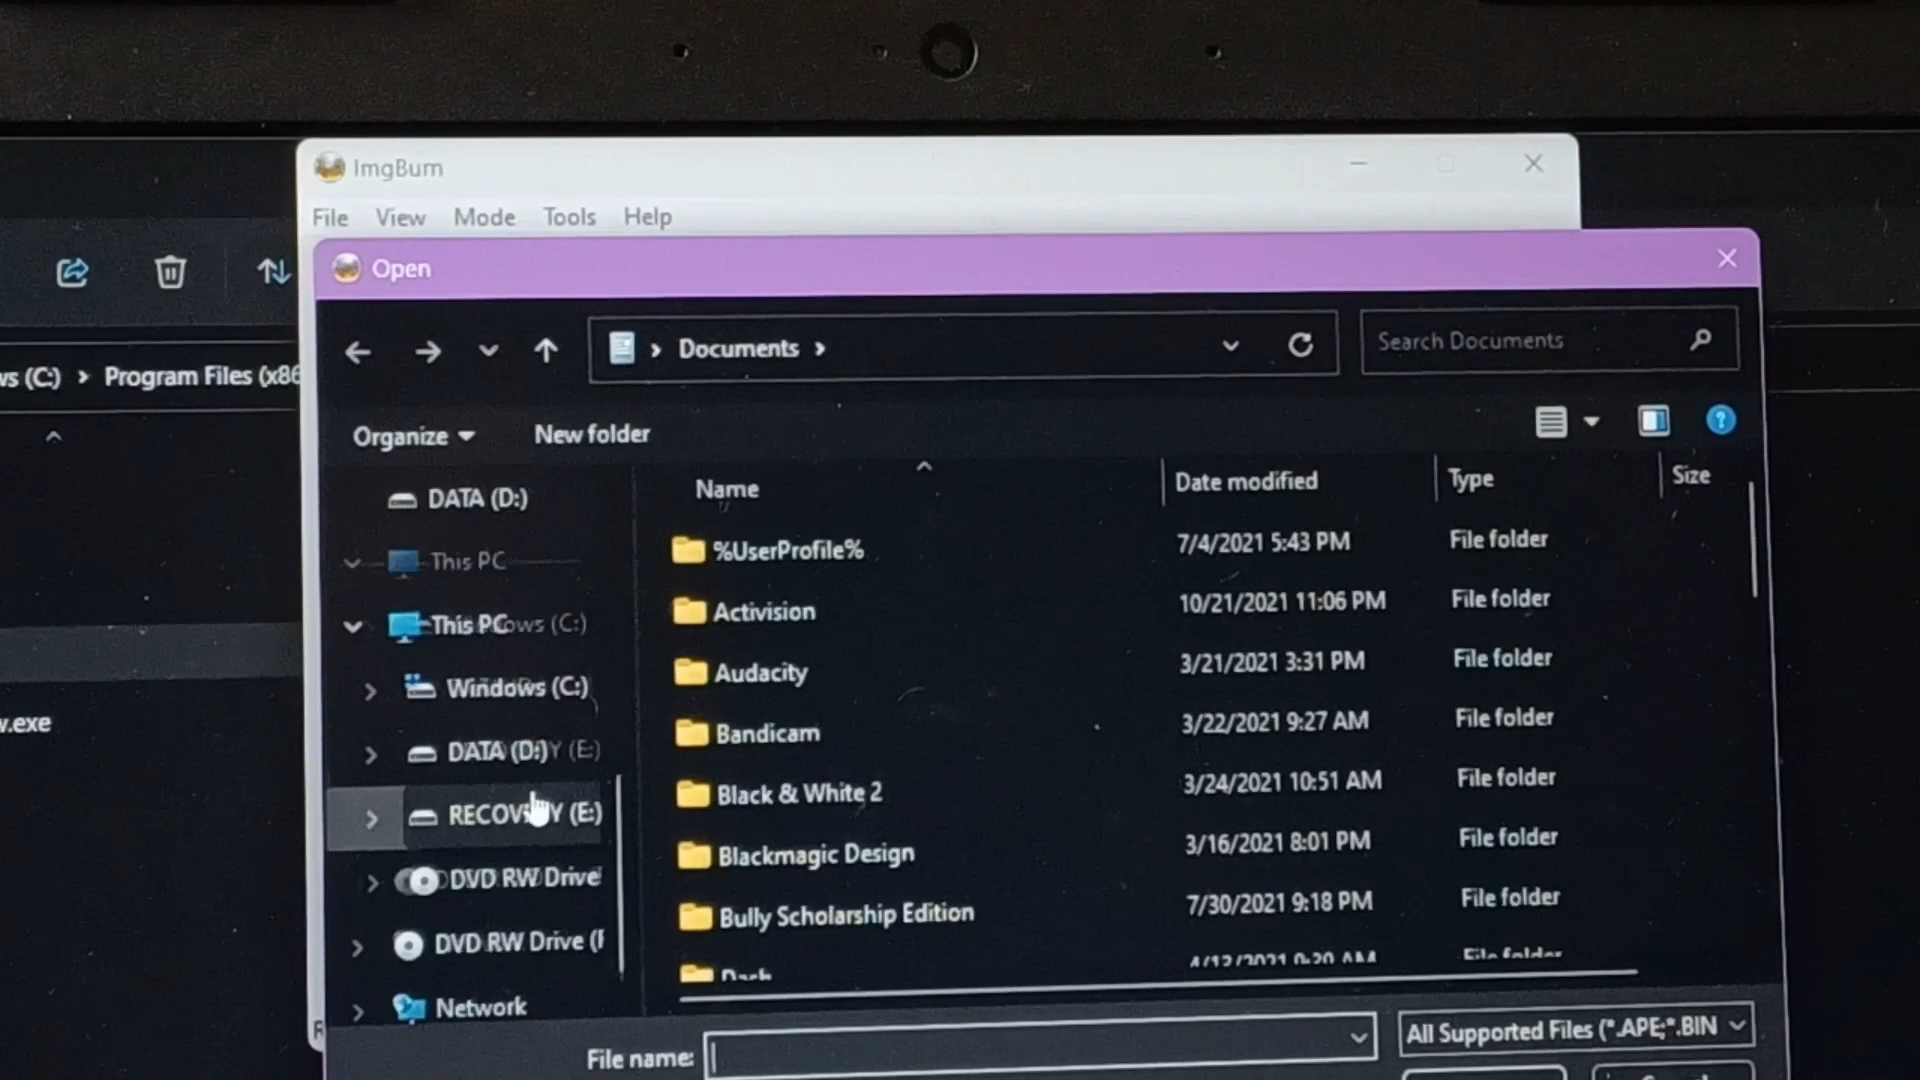 ImgBurn
File View Mode Tools Help
Open
Documents
Search Documents
ws (C:) Program Files (x86
Organize New folder
Name Date modified Type Size
DATA (D:)
This PC
This PC
Windows (C:)
DATA (D:)
RECOVERY (E:)
DVD RW Drive
DVD RW Drive (
Network
w.exe
%UserProfile% 7/4/2021 5:43 PM File folder
Activision 10/21/2021 11:06 PM File folder
Audacity 3/21/2021 3:31 PM File folder
Bandicam 3/22/2021 9:27 AM File folder
Black & White 2 3/24/2021 10:51 AM File folder
Blackmagic Design 3/16/2021 8:01 PM File folder
Bully Scholarship Edition 7/30/2021 9:18 PM File folder
File folder
File name:
All Supported Files (*.APE;*.BIN